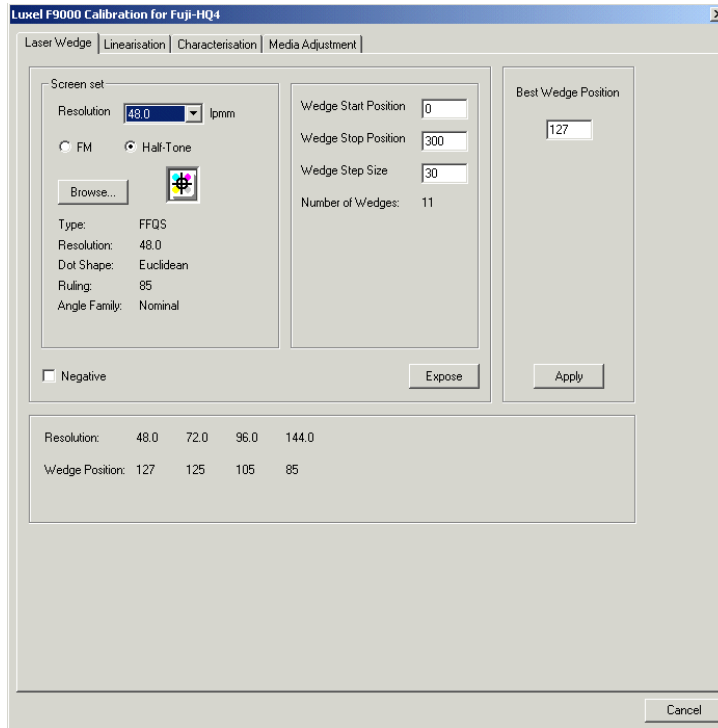 Luxel F9000 Calibration for Fuji-HQ4
Laser Wedge Linearisation Characterisation Media Adjustment
Screen set
Resolution 48.0 lpmm
FM Half-Tone
Browse...
Type: FFQS
Resolution: 48.0
Dot Shape: Euclidean
Ruling: 85
Angle Family: Nominal
Wedge Start Position 0
Wedge Stop Position 300
Wedge Step Size 30
Number of Wedges: 11
Best Wedge Position
127
Negative
Expose
Apply
Resolution: 48.0 72.0 96.0 144.0
Wedge Position: 127 125 105 85
Cancel